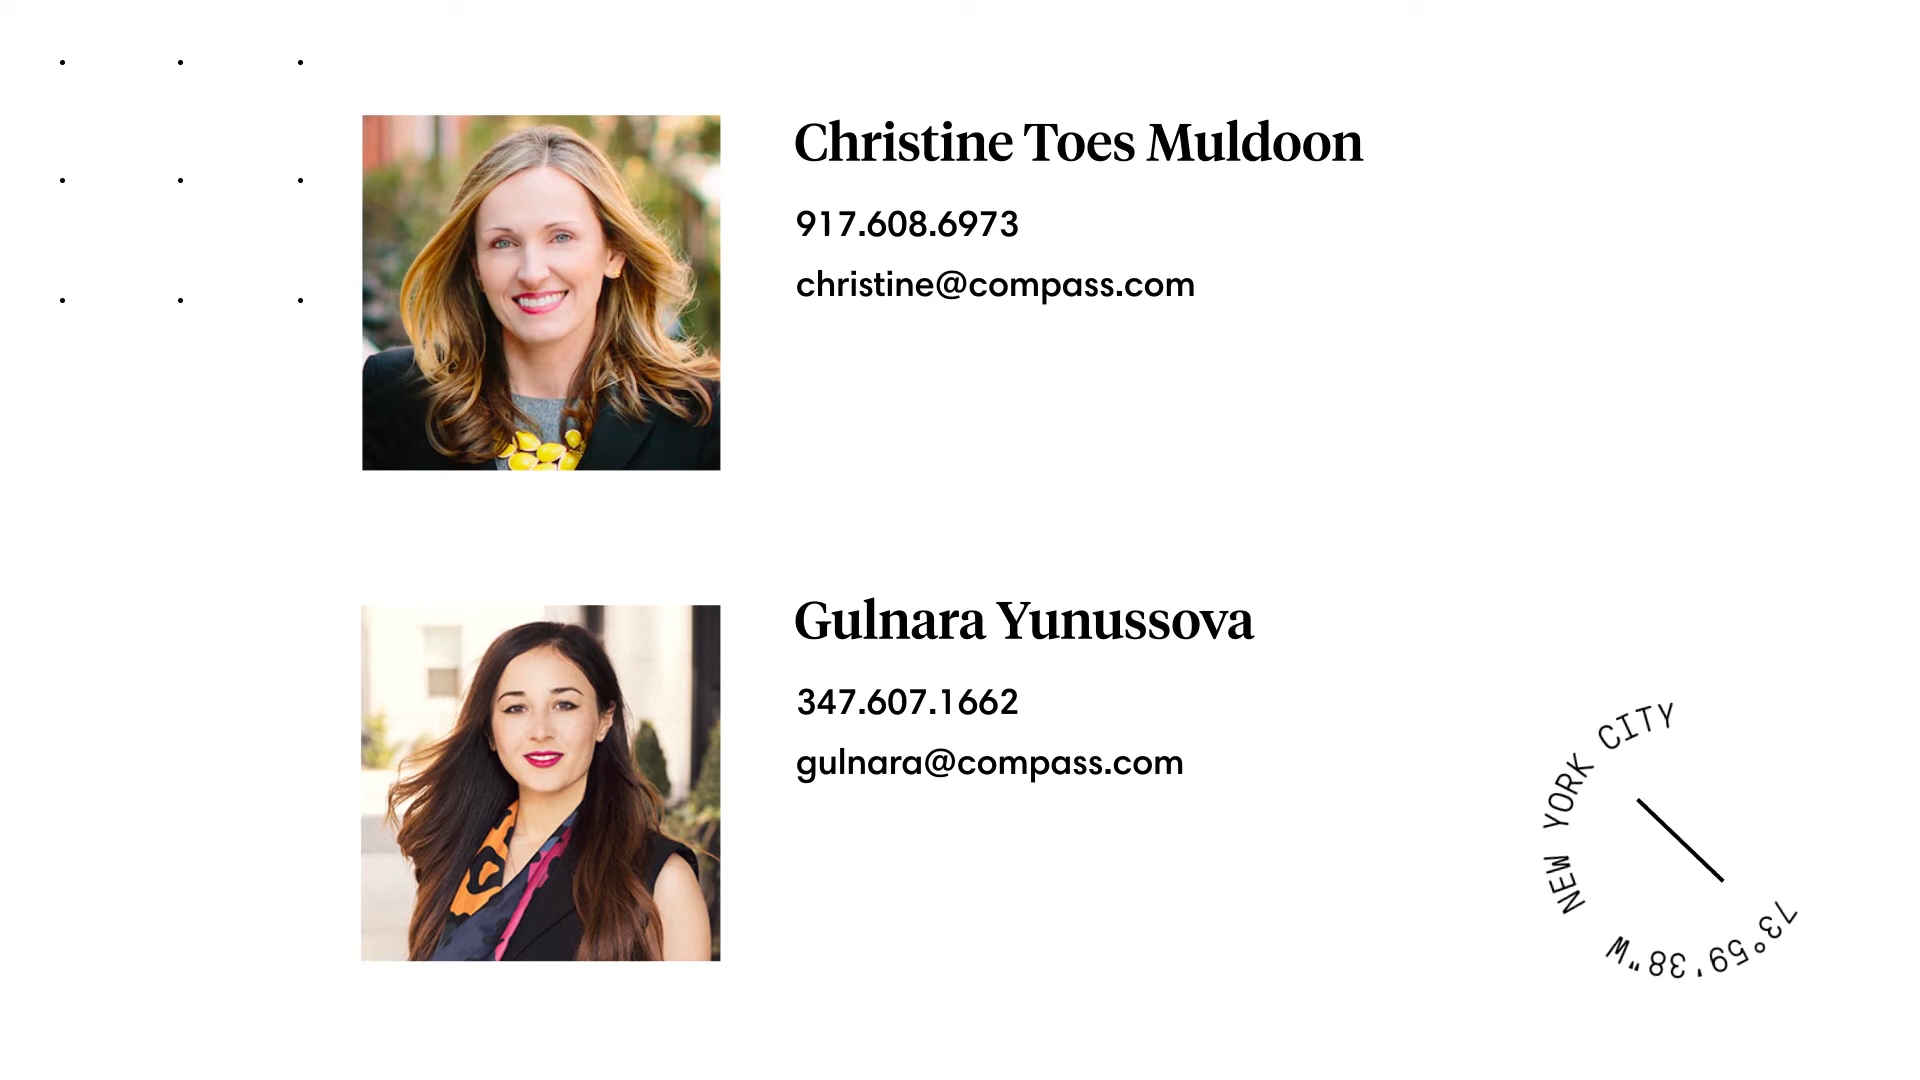 Christine Toes Muldoon
917.608.6973
christine@compass.com
Gulnara Yunussova
347.607.1662
gulnara@compass.com
NEW YORK CITY
73°59'38"W